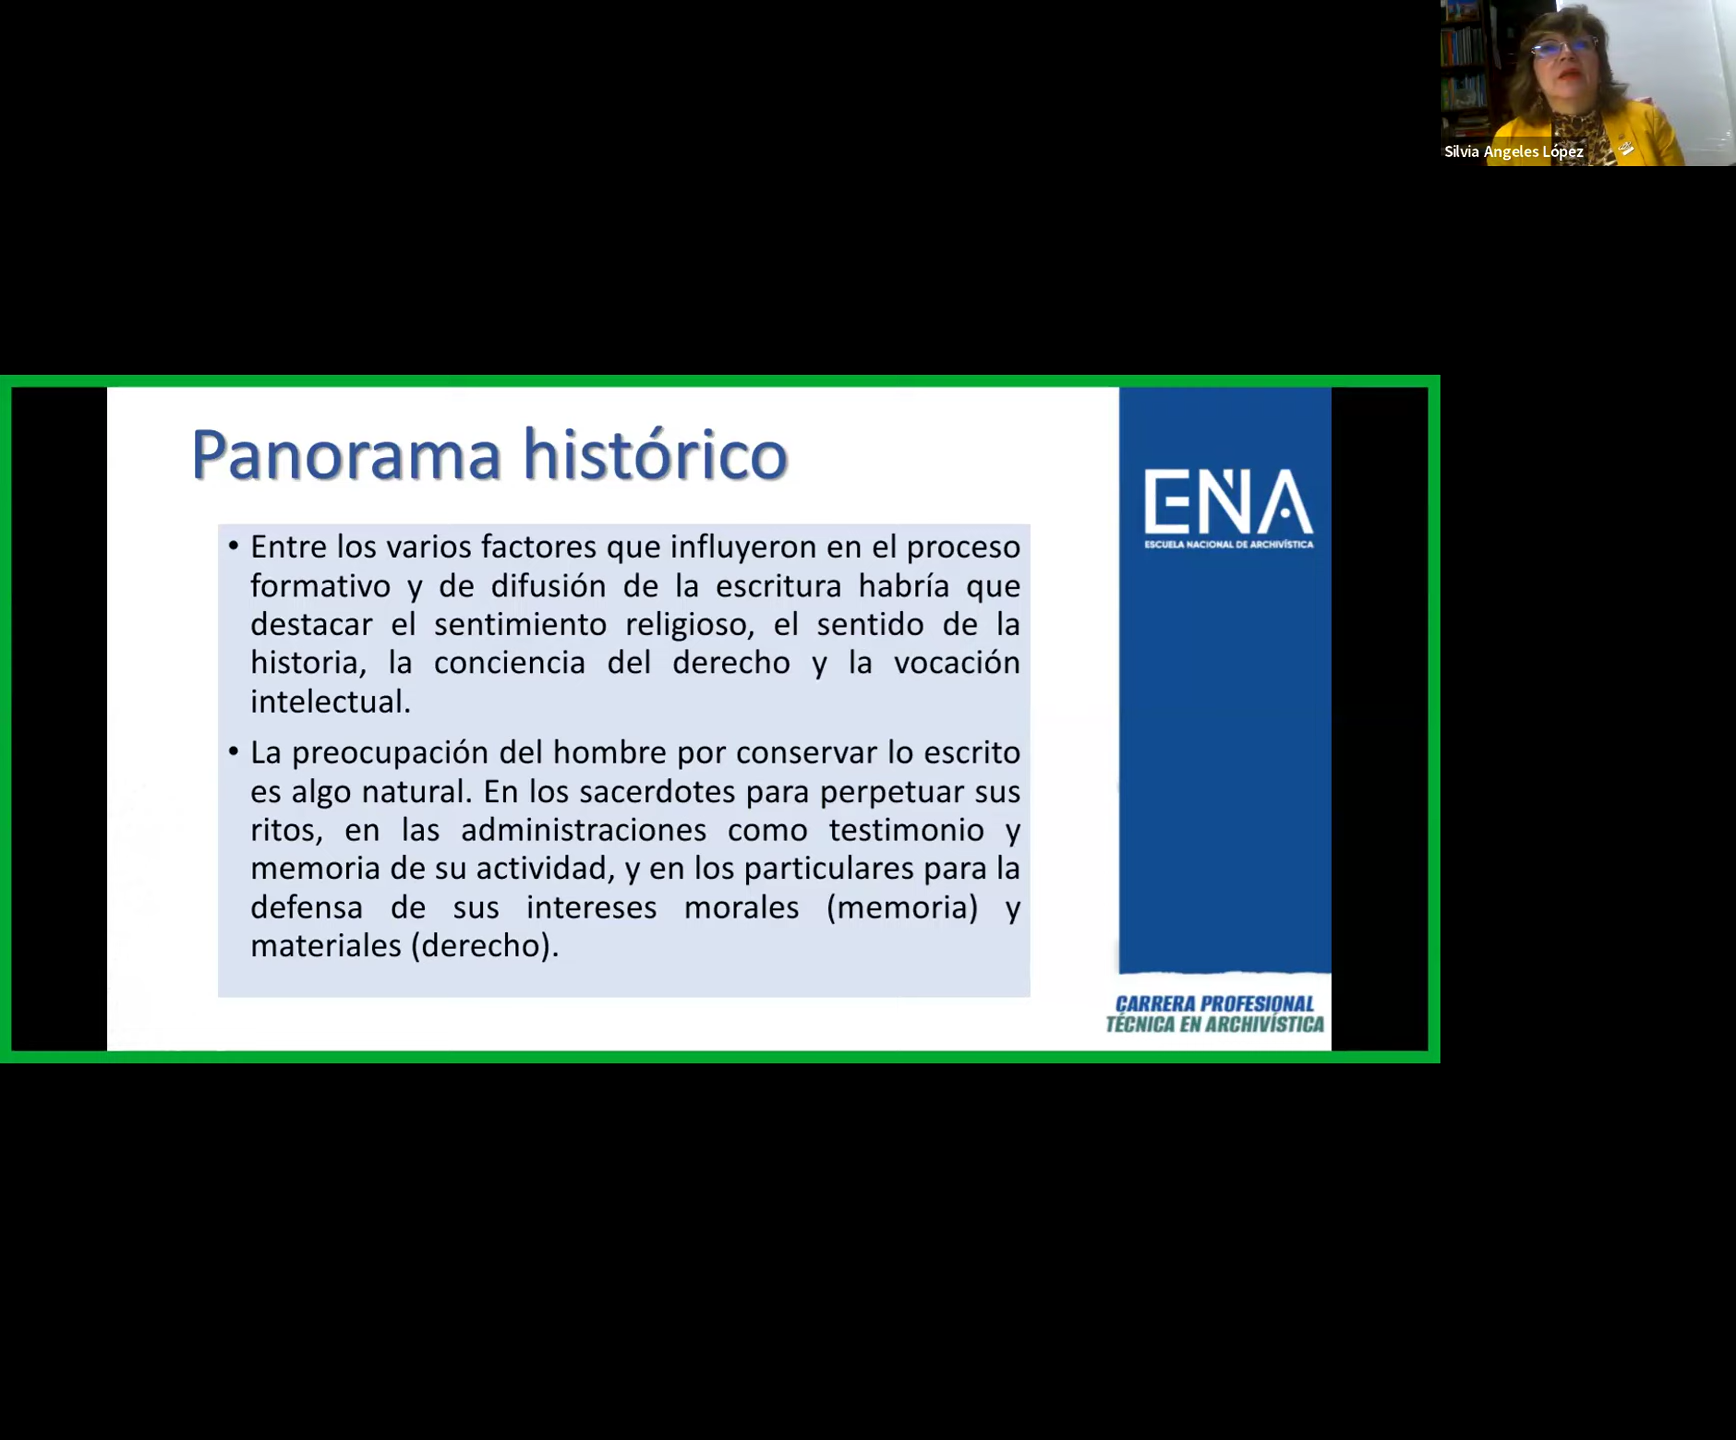 Silvia Angeles López
Panorama histórico
• Entre los varios factores que influyeron en el proceso
formativo y de difusión de la escritura habría que
destacar el sentimiento religioso, el sentido de la
historia, la conciencia del derecho y la vocación
intelectual.
• La preocupación del hombre por conservar lo escrito
es algo natural. En los sacerdotes para perpetuar sus
ritos, en las administraciones como testimonio y
memoria de su actividad, y en los particulares para la
defensa de sus intereses morales (memoria) y
materiales (derecho).
ENA
ESCUELA NACIONAL DE ARCHIVÍSTICA
CARRERA PROFESIONAL
TÉCNICA EN ARCHIVÍSTICA